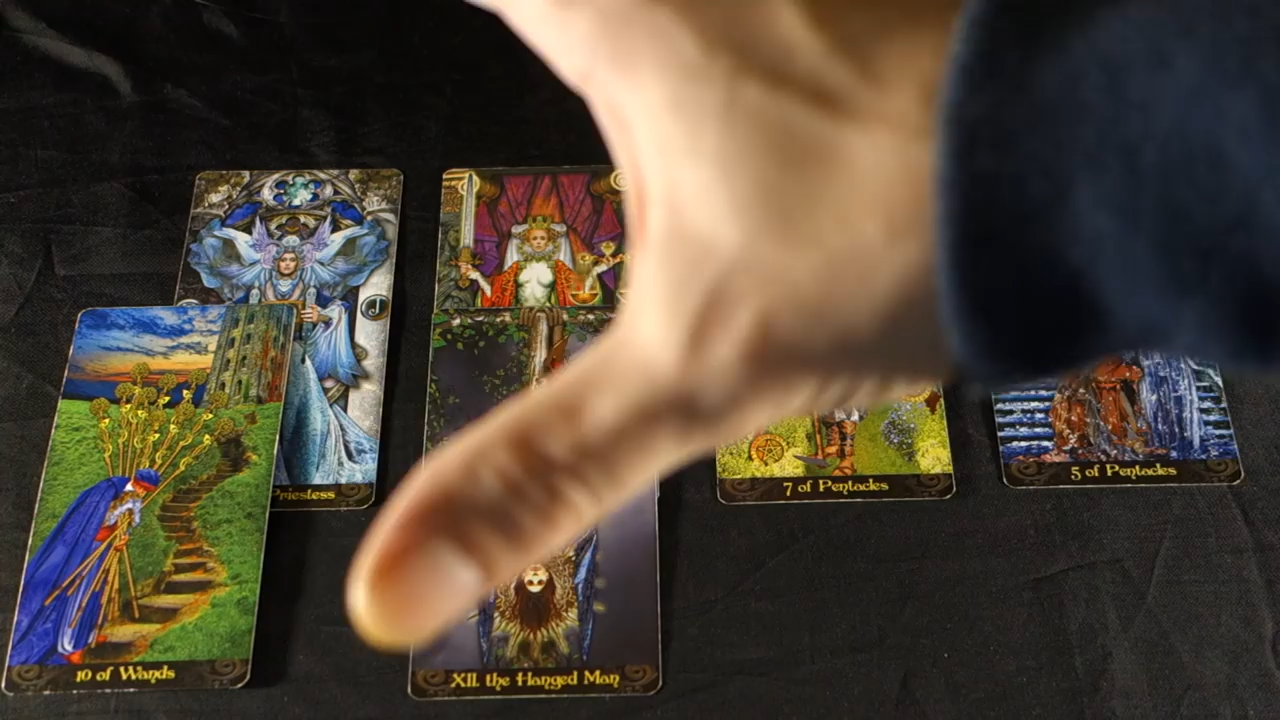 Priestess
7 of Pentacles
5 of Pentacles
10 of Wands
XII. the Hanged Man